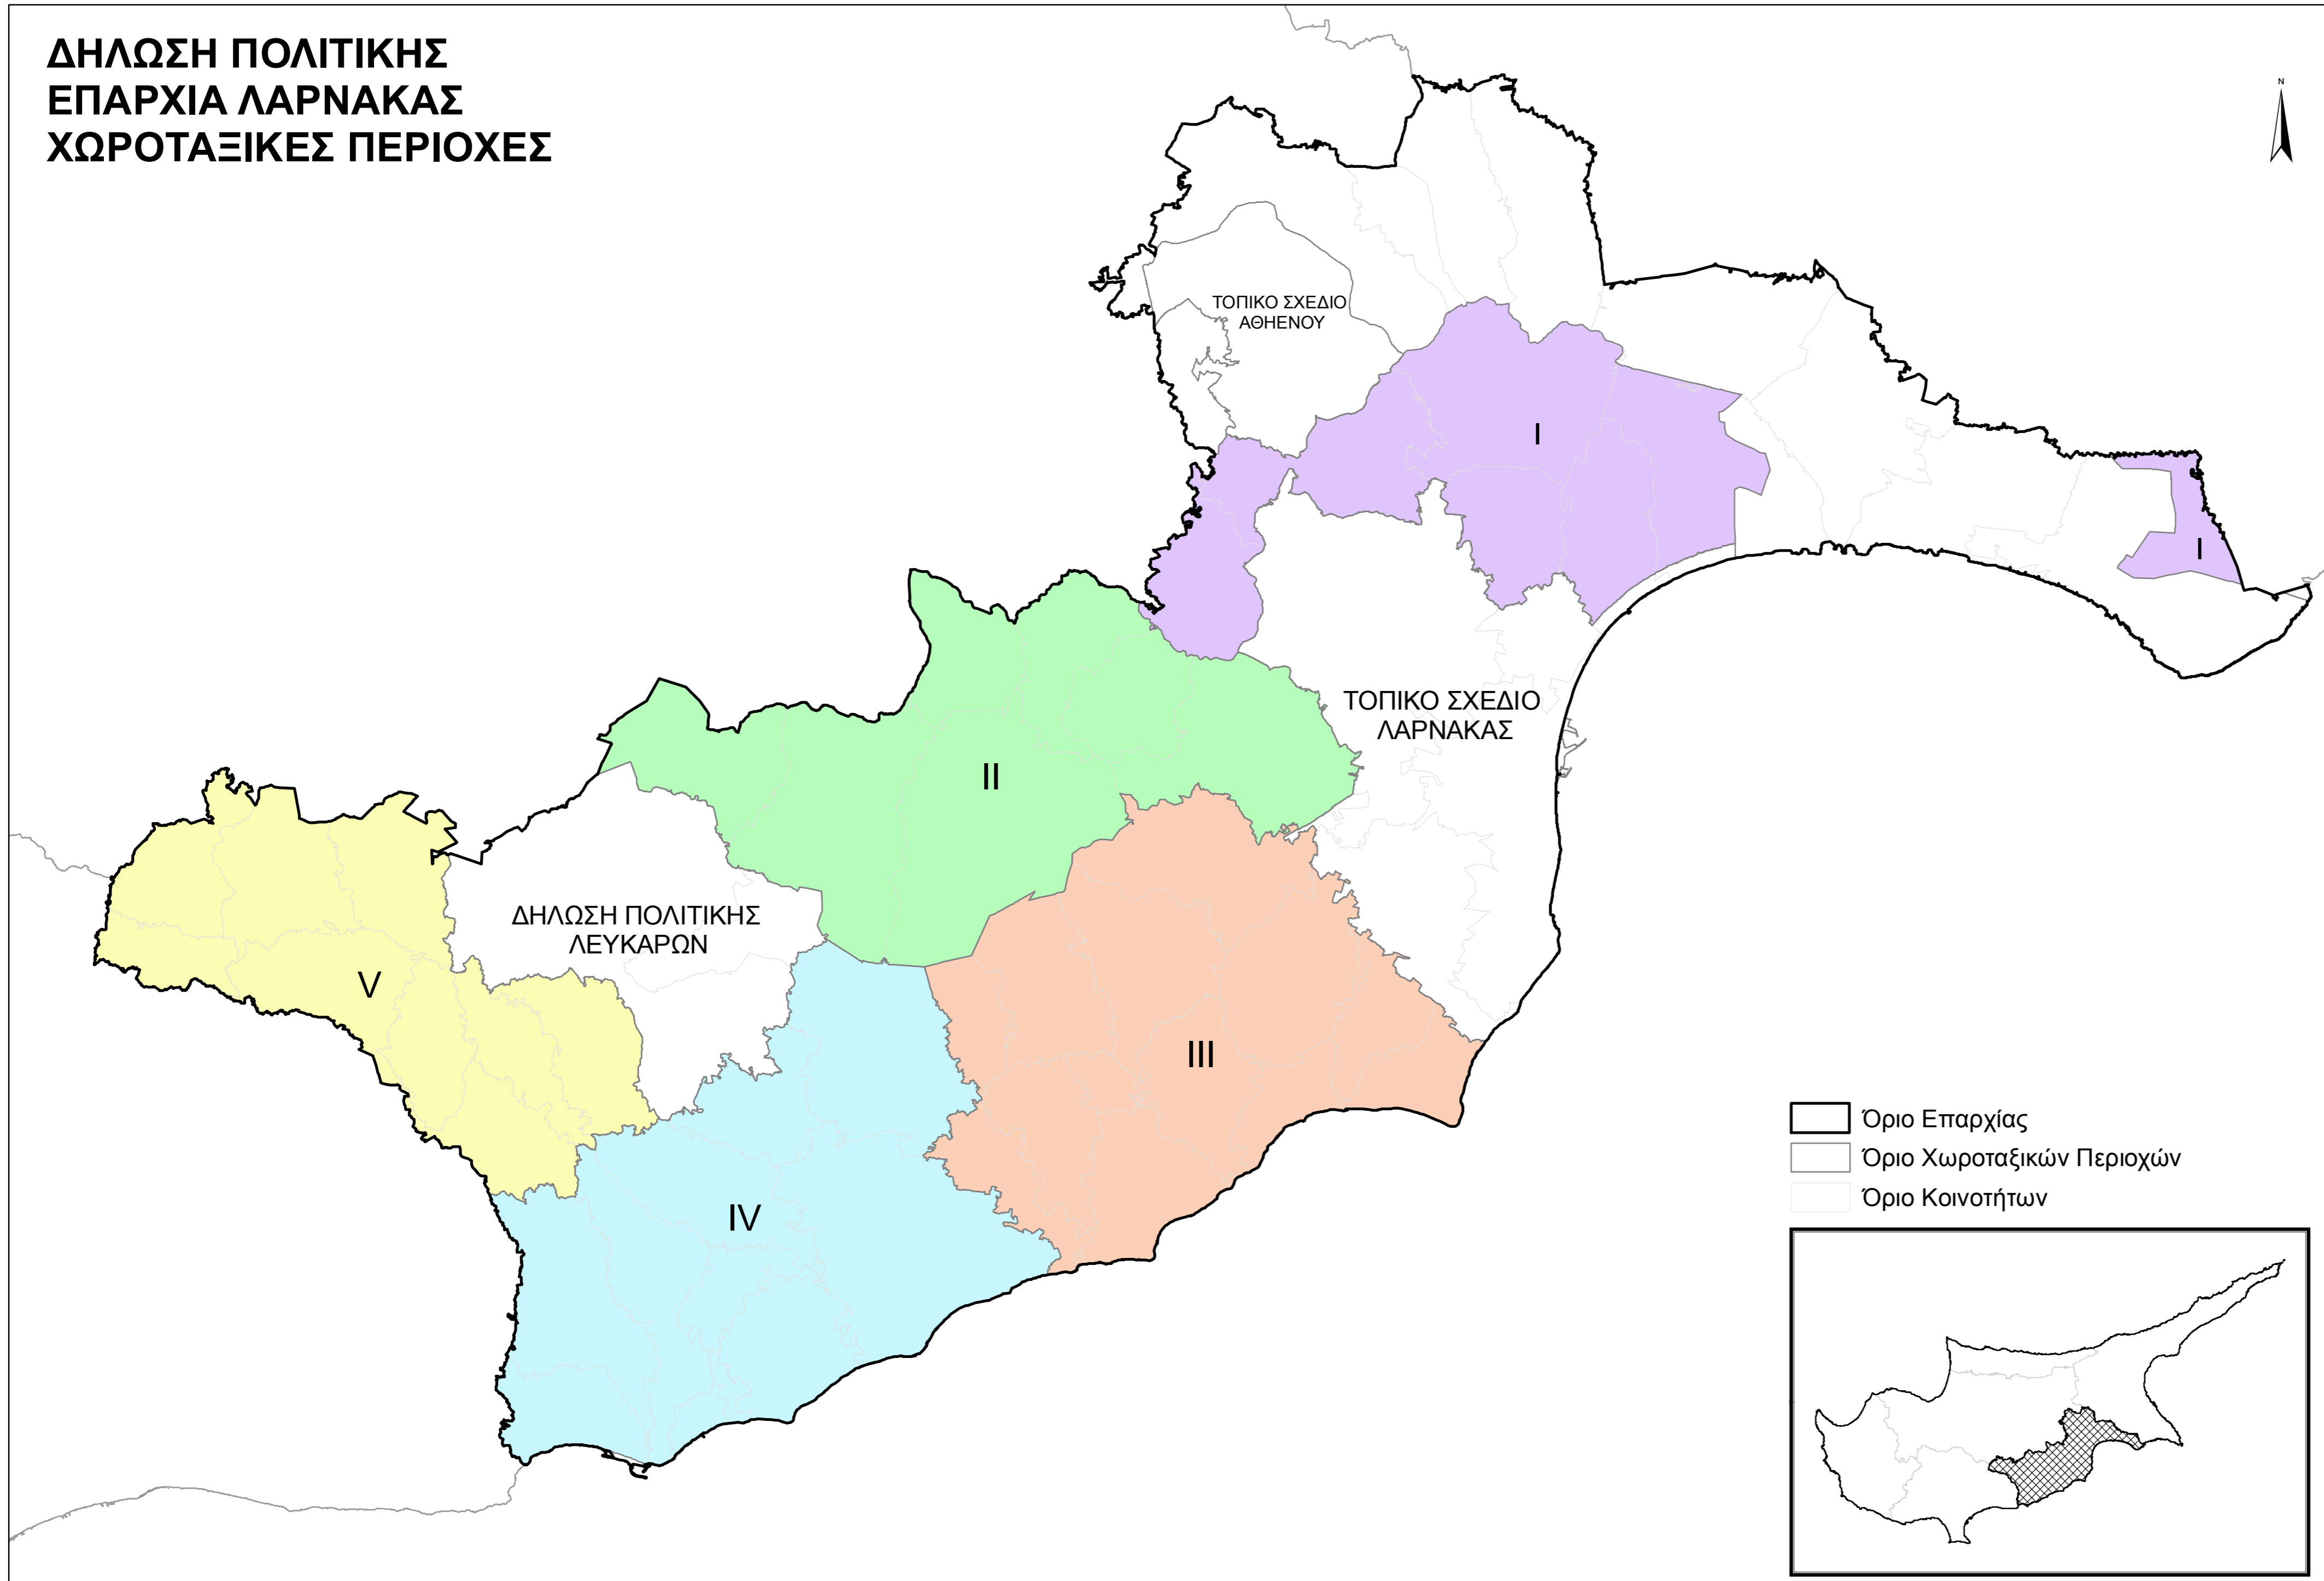 ΔΗΛΩΣΗ ΠΟΛΙΤΙΚΗΣ
ΕΠΑΡΧΙΑ ΛΑΡΝΑΚΑΣ
ΧΩΡΟΤΑΞΙΚΕΣ ΠΕΡΙΟΧΕΣ
N
ΤΟΠΙΚΟ ΣΧΕΔΙΟ
ΑΘΗΕΝΟΥ
I
I
ΤΟΠΙΚΟ ΣΧΕΔΙΟ
ΛΑΡΝΑΚΑΣ
II
ΔΗΛΩΣΗ ΠΟΛΙΤΙΚΗΣ
ΛΕΥΚΑΡΩΝ
V
III
IV
Όριο Επαρχίας
Όριο Χωροταξικών Περιοχών
Όριο Κοινοτήτων